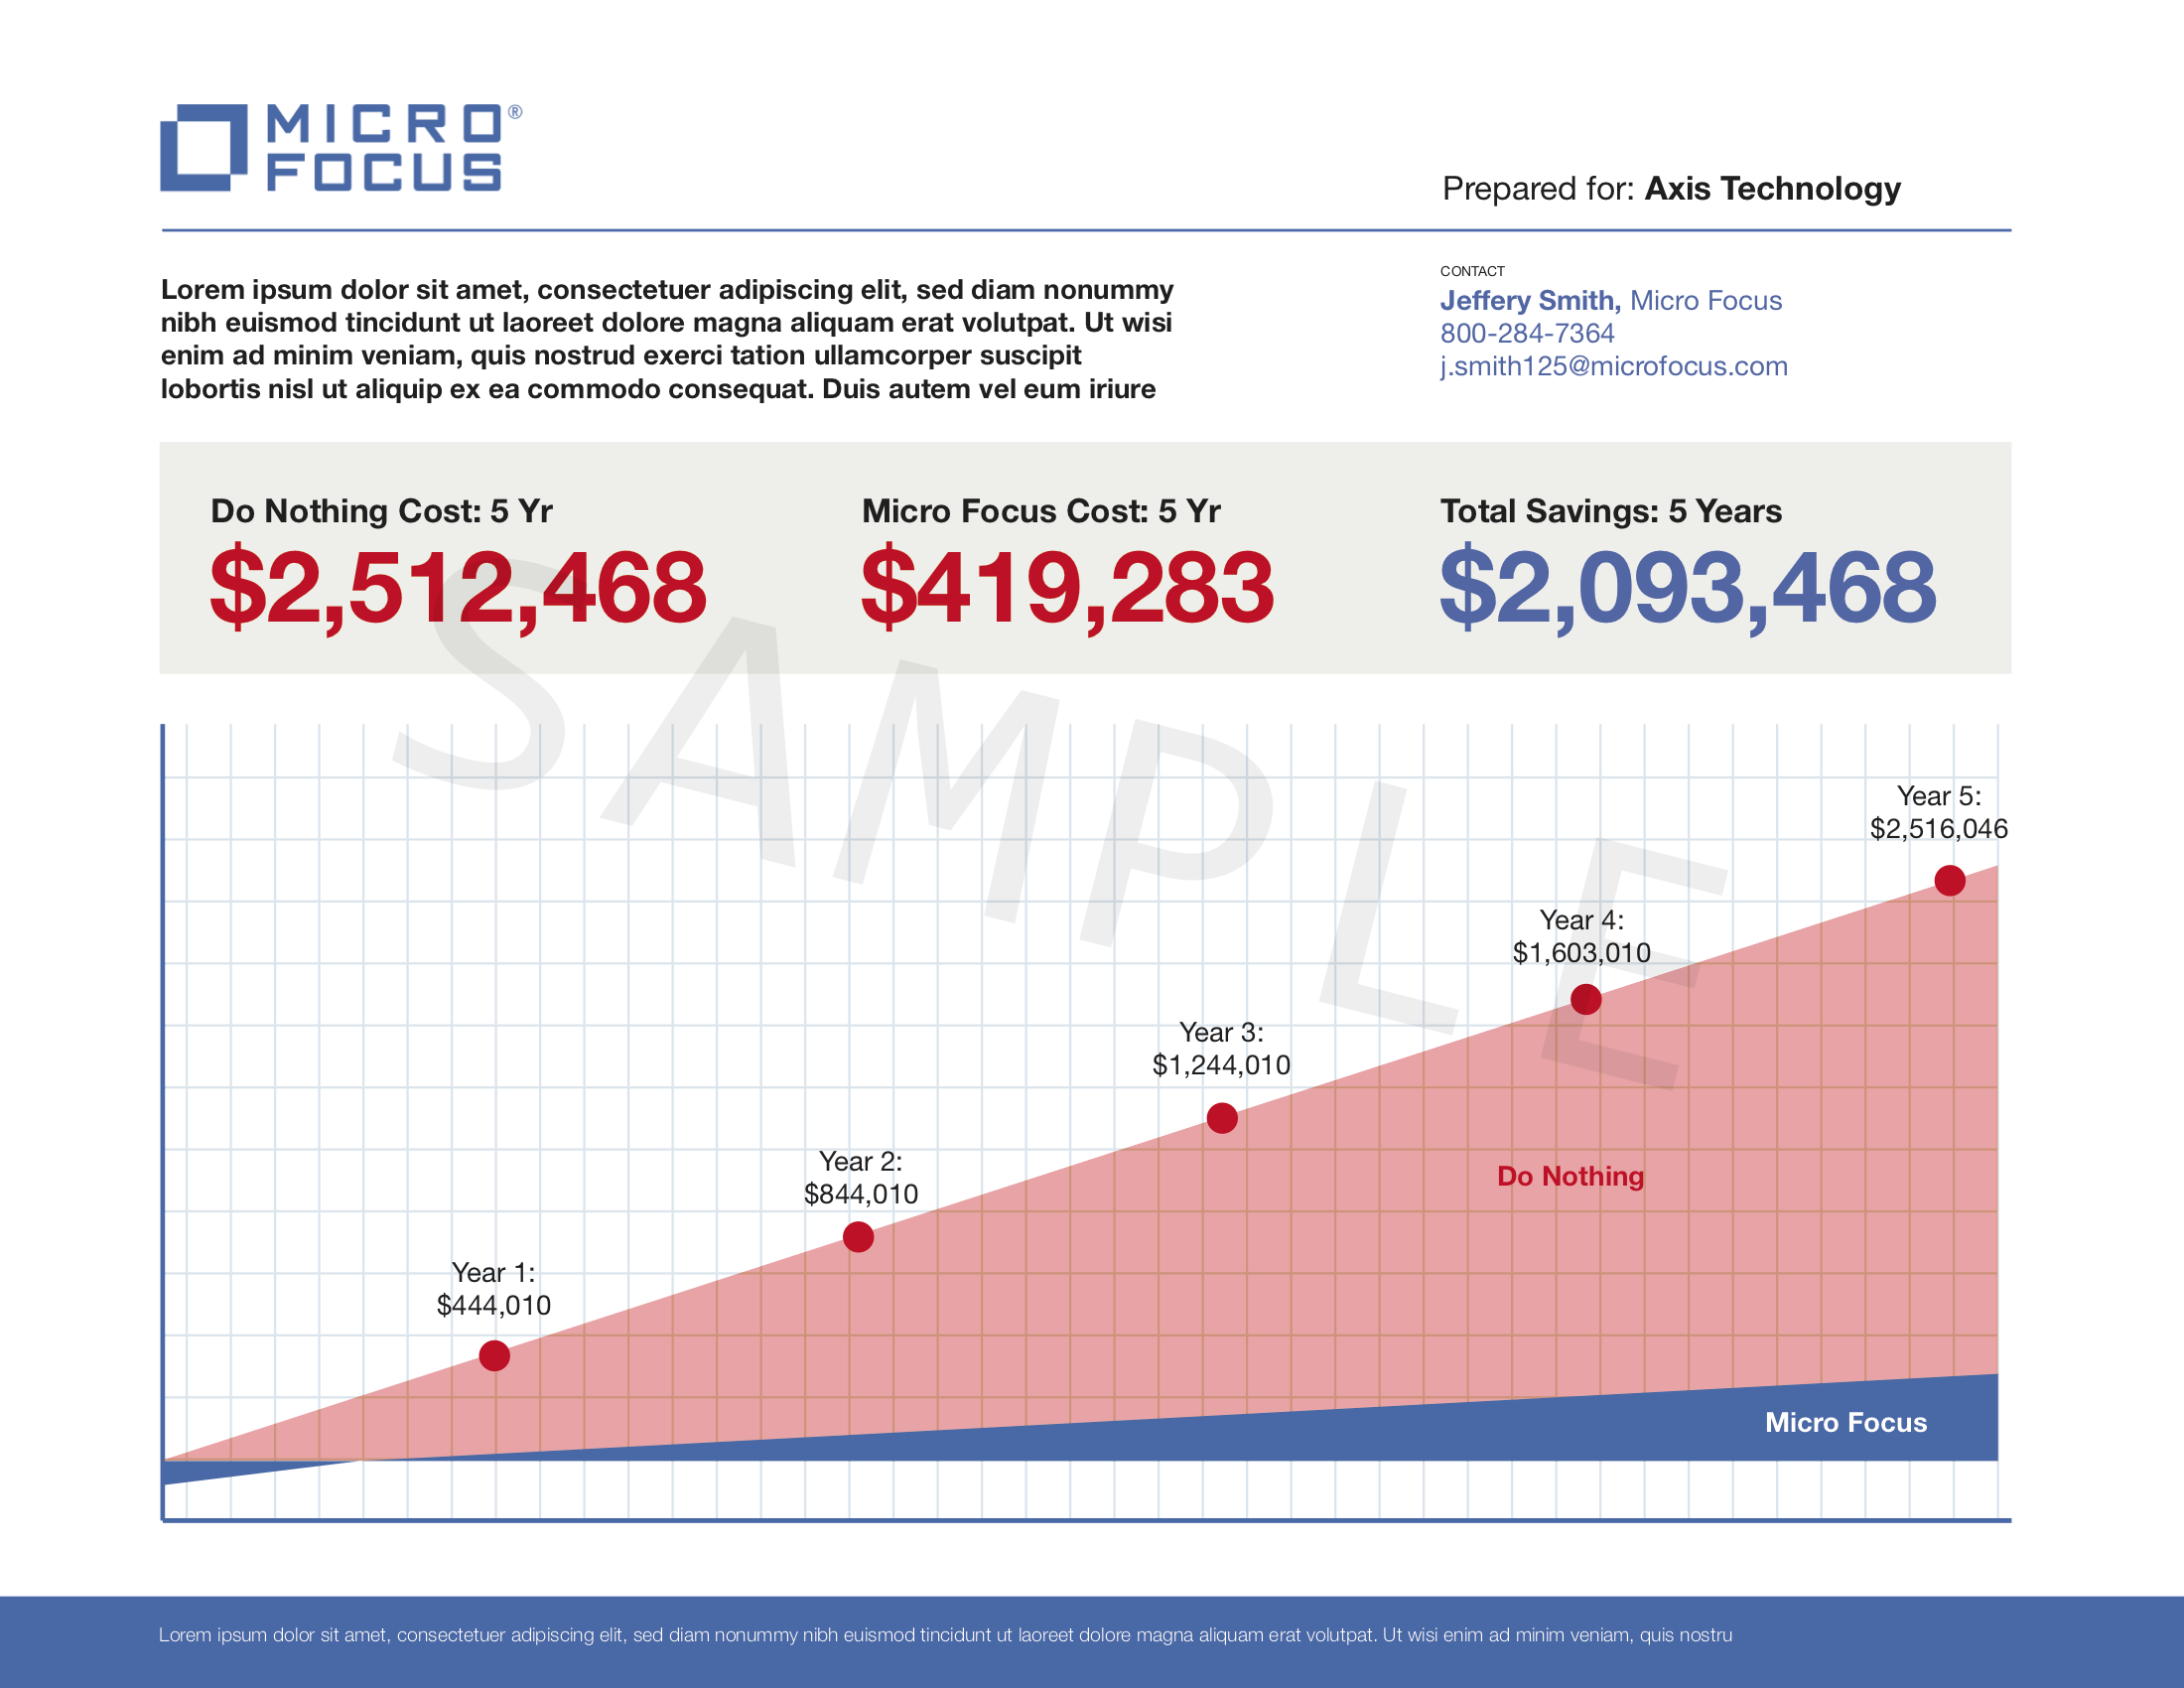 MICRO ®
FOCUS
Prepared for: Axis Technology
Lorem ipsum dolor sit amet, consectetuer adipiscing elit, sed diam nonummy
nibh euismod tincidunt ut laoreet dolore magna aliquam erat volutpat. Ut wisi
enim ad minim veniam, quis nostrud exerci tation ullamcorper suscipit
lobortis nisl ut aliquip ex ea commodo consequat. Duis autem vel eum iriure
CONTACT
Jeffery Smith, Micro Focus
800-284-7364
j.smith125@microfocus.com
Do Nothing Cost: 5 Yr
$2,512,468
Micro Focus Cost: 5 Yr
$419,283
Total Savings: 5 Years
$2,093,468
SAMPLE
Year 5:
$2,516,046
Year 4:
$1,603,010
Year 3:
$1,244,010
Year 2:
$844,010
Year 1:
$444,010
Do Nothing
Micro Focus
Lorem ipsum dolor sit amet, consectetuer adipiscing elit, sed diam nonummy nibh euismod tincidunt ut laoreet dolore magna aliquam erat volutpat. Ut wisi enim ad minim veniam, quis nostru